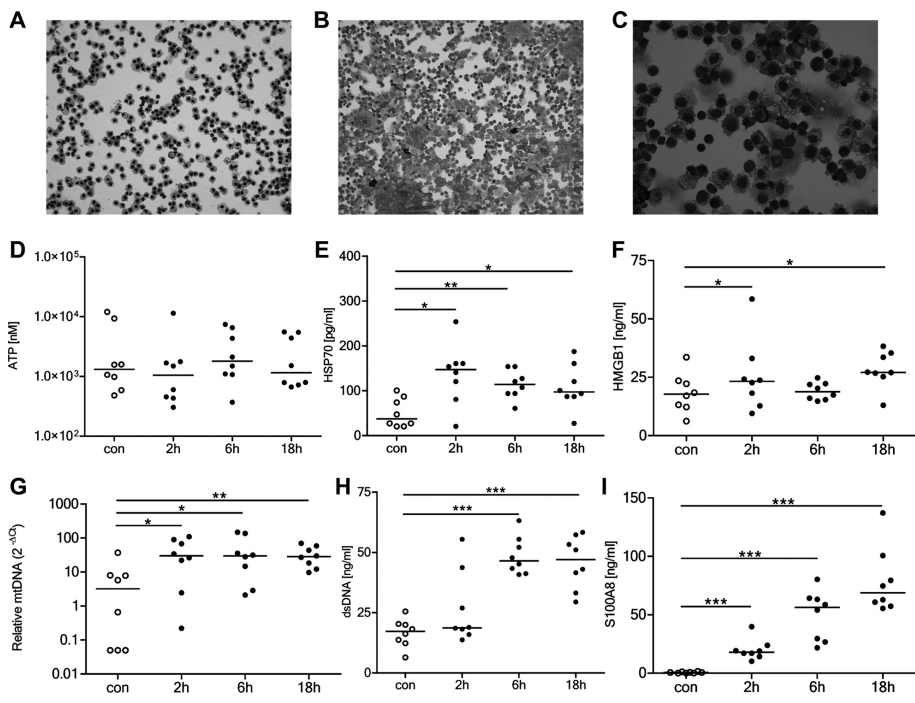 A
B
C
D
ATP [nM]
1.0×10⁵
1.0×10⁴
1.0×10³
1.0×10²
con 2h 6h 18h
E
HSP70 [pg/ml]
400
300
200
100
0
*
**
*
con 2h 6h 18h
F
HMGB1 [ng/ml]
75
50
25
0
*
*
con 2h 6h 18h
G
Relative mtDNA (2^-ΔCt)
1000
100
10
1
0.1
0.01
**
*
*
con 2h 6h 18h
H
dsDNA [ng/ml]
75
50
25
0
***
***
con 2h 6h 18h
I
S100A8 [ng/ml]
150
100
50
0
***
***
***
con 2h 6h 18h